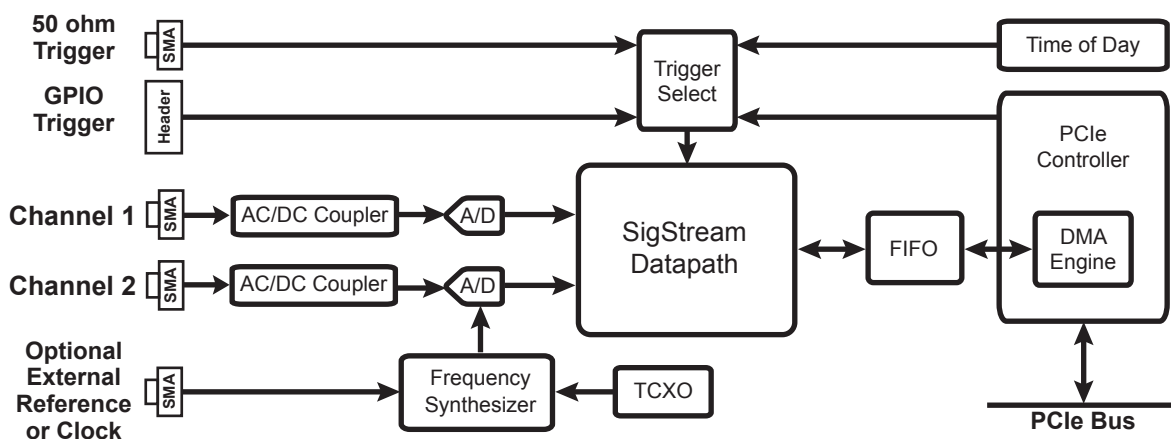 50 ohm
Trigger
SMA
Time of Day
Trigger
Select
GPIO
Trigger
Header
PCIe
Controller
Channel 1
SMA
AC/DC Coupler
A/D
SigStream
Datapath
FIFO
DMA
Engine
Channel 2
SMA
AC/DC Coupler
A/D
Optional
External
Reference
or Clock
SMA
Frequency
Synthesizer
TCXO
PCIe Bus